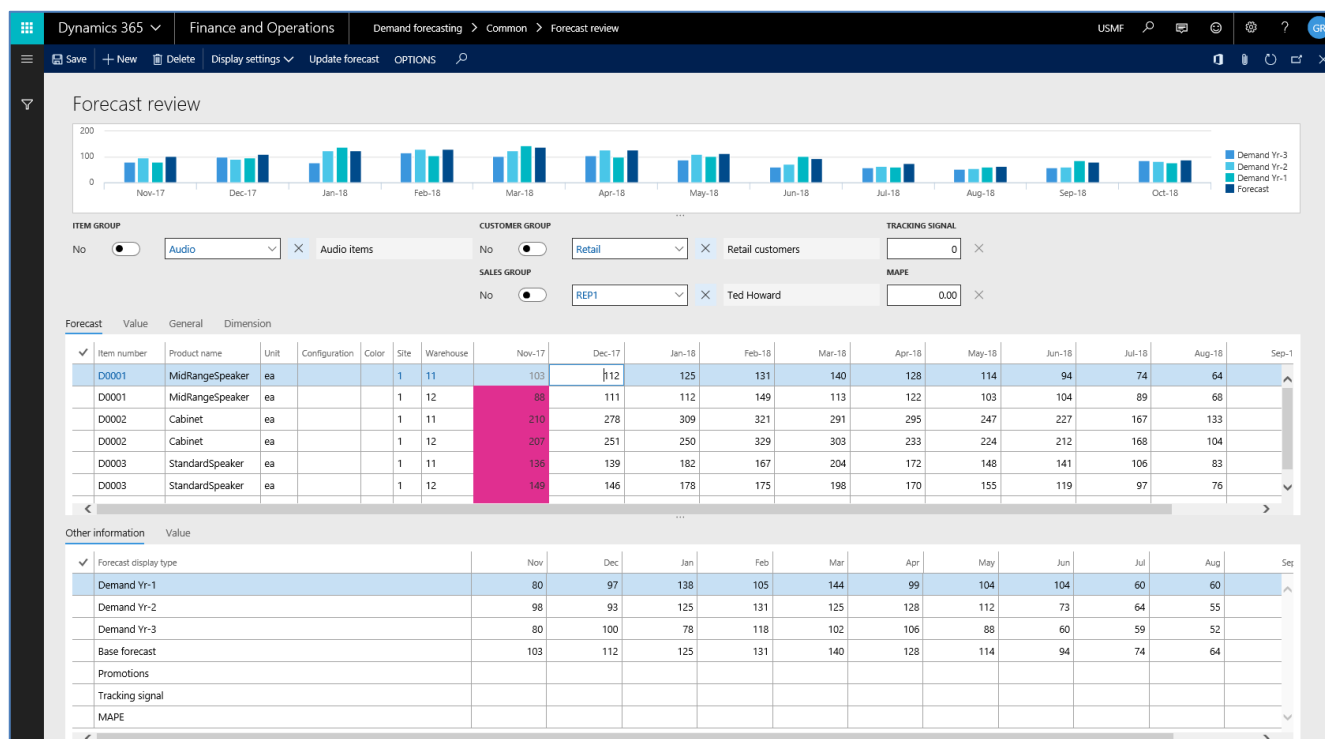 Dynamics 365 Finance and Operations Demand forecasting > Common > Forecast review USMF ? GR
Save + New Delete Display settings Update forecast OPTIONS
Forecast review
200
100
0
Nov-17 Dec-17 Jan-18 Feb-18 Mar-18 Apr-18 May-18 Jun-18 Jul-18 Aug-18 Sep-18 Oct-18
Demand Yr-3
Demand Yr-2
Demand Yr-1
Forecast
ITEM GROUP CUSTOMER GROUP TRACKING SIGNAL
No Audio Audio items No Retail Retail customers 0
SALES GROUP MAPE
No REP1 Ted Howard 0.00
Forecast Value General Dimension
Item number Product name Unit Configuration Color Site Warehouse Nov-17 Dec-17 Jan-18 Feb-18 Mar-18 Apr-18 May-18 Jun-18 Jul-18 Aug-18 Sep-1
D0001 MidRangeSpeaker ea 1 11 103 112 125 131 140 128 114 94 74 64
D0001 MidRangeSpeaker ea 1 12 88 111 112 149 113 122 103 104 89 68
D0002 Cabinet ea 1 11 210 278 309 321 291 295 247 227 167 133
D0002 Cabinet ea 1 12 207 251 250 329 303 233 224 212 168 104
D0003 StandardSpeaker ea 1 11 136 139 182 167 204 172 148 141 106 83
D0003 StandardSpeaker ea 1 12 149 146 178 175 198 170 155 119 97 76
Other information Value
Forecast display type Nov Dec Jan Feb Mar Apr May Jun Jul Aug Sep
Demand Yr-1 80 97 138 105 144 99 104 104 60 60
Demand Yr-2 98 93 125 131 125 128 112 73 64 55
Demand Yr-3 80 100 78 118 102 106 88 60 59 52
Base forecast 103 112 125 131 140 128 114 94 74 64
Promotions
Tracking signal
MAPE